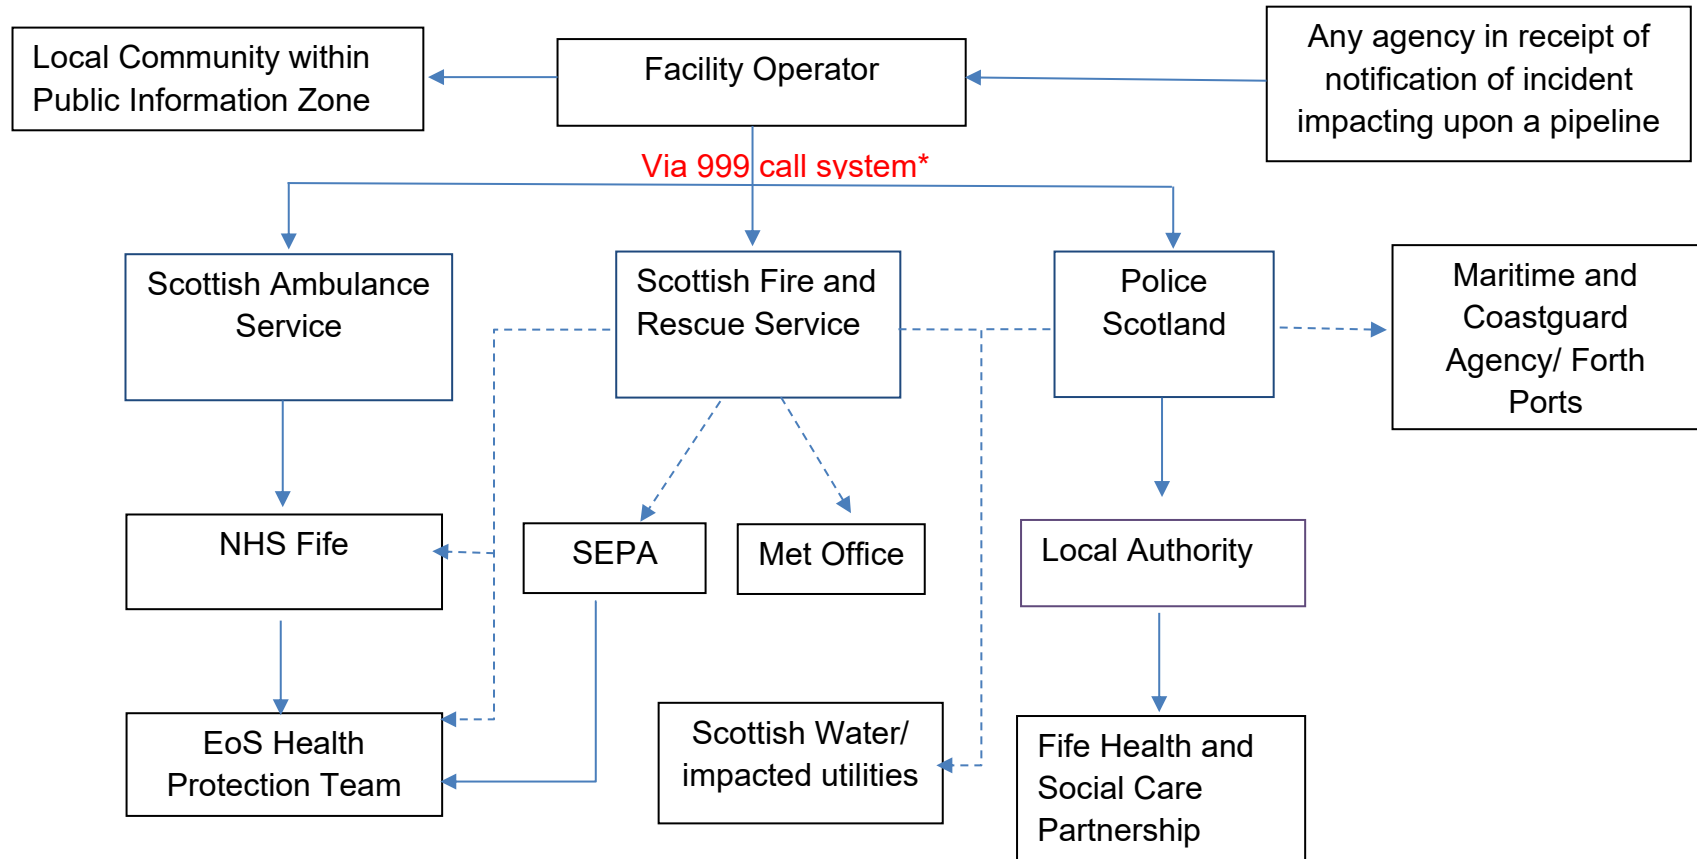 Local Community within
Public Information Zone
Facility Operator
Any agency in receipt of
notification of incident
impacting upon a pipeline
Via 999 call system*
Scottish Ambulance
Service
Scottish Fire and
Rescue Service
Police
Scotland
Maritime and
Coastguard
Agency/ Forth
Ports
NHS Fife
SEPA
Met Office
Local Authority
EoS Health
Protection Team
Scottish Water/
impacted utilities
Fife Health and
Social Care
Partnership